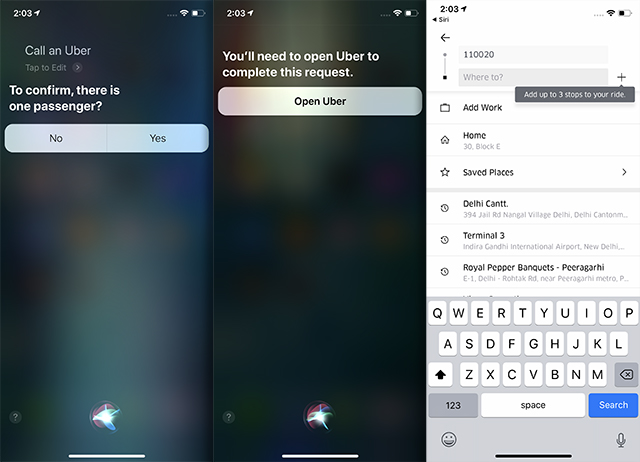 2:03
Call an Uber
Tap to Edit
To confirm, there is
one passenger?
No
Yes
?
2:03
You'll need to open Uber to
complete this request.
Open Uber
?
2:03
Siri
110020
Where to?
Add up to 3 stops to your ride.
Add Work
Home
30, Block E
Saved Places
Delhi Cantt.
394 Jail Rd Nangal Village Delhi, Delhi Cantonm...
Terminal 3
Indira Gandhi International Airport, New Delhi...
Royal Pepper Banquets - Peeragarhi
E-1, Delhi - Rohtak Rd, near Peeragarhi metro, P...
Q W E R T Y U I O P
A S D F G H J K L
Z X C V B N M
123
space
Search